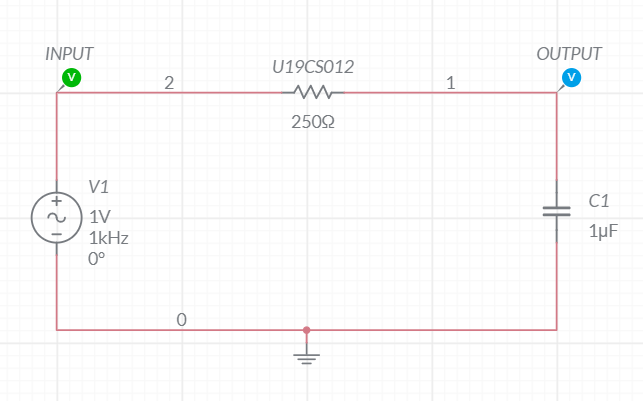 INPUT
V
2
U19CS012
250Ω
1
OUTPUT
V
V1
1V
1kHz
0°
C1
1µF
0